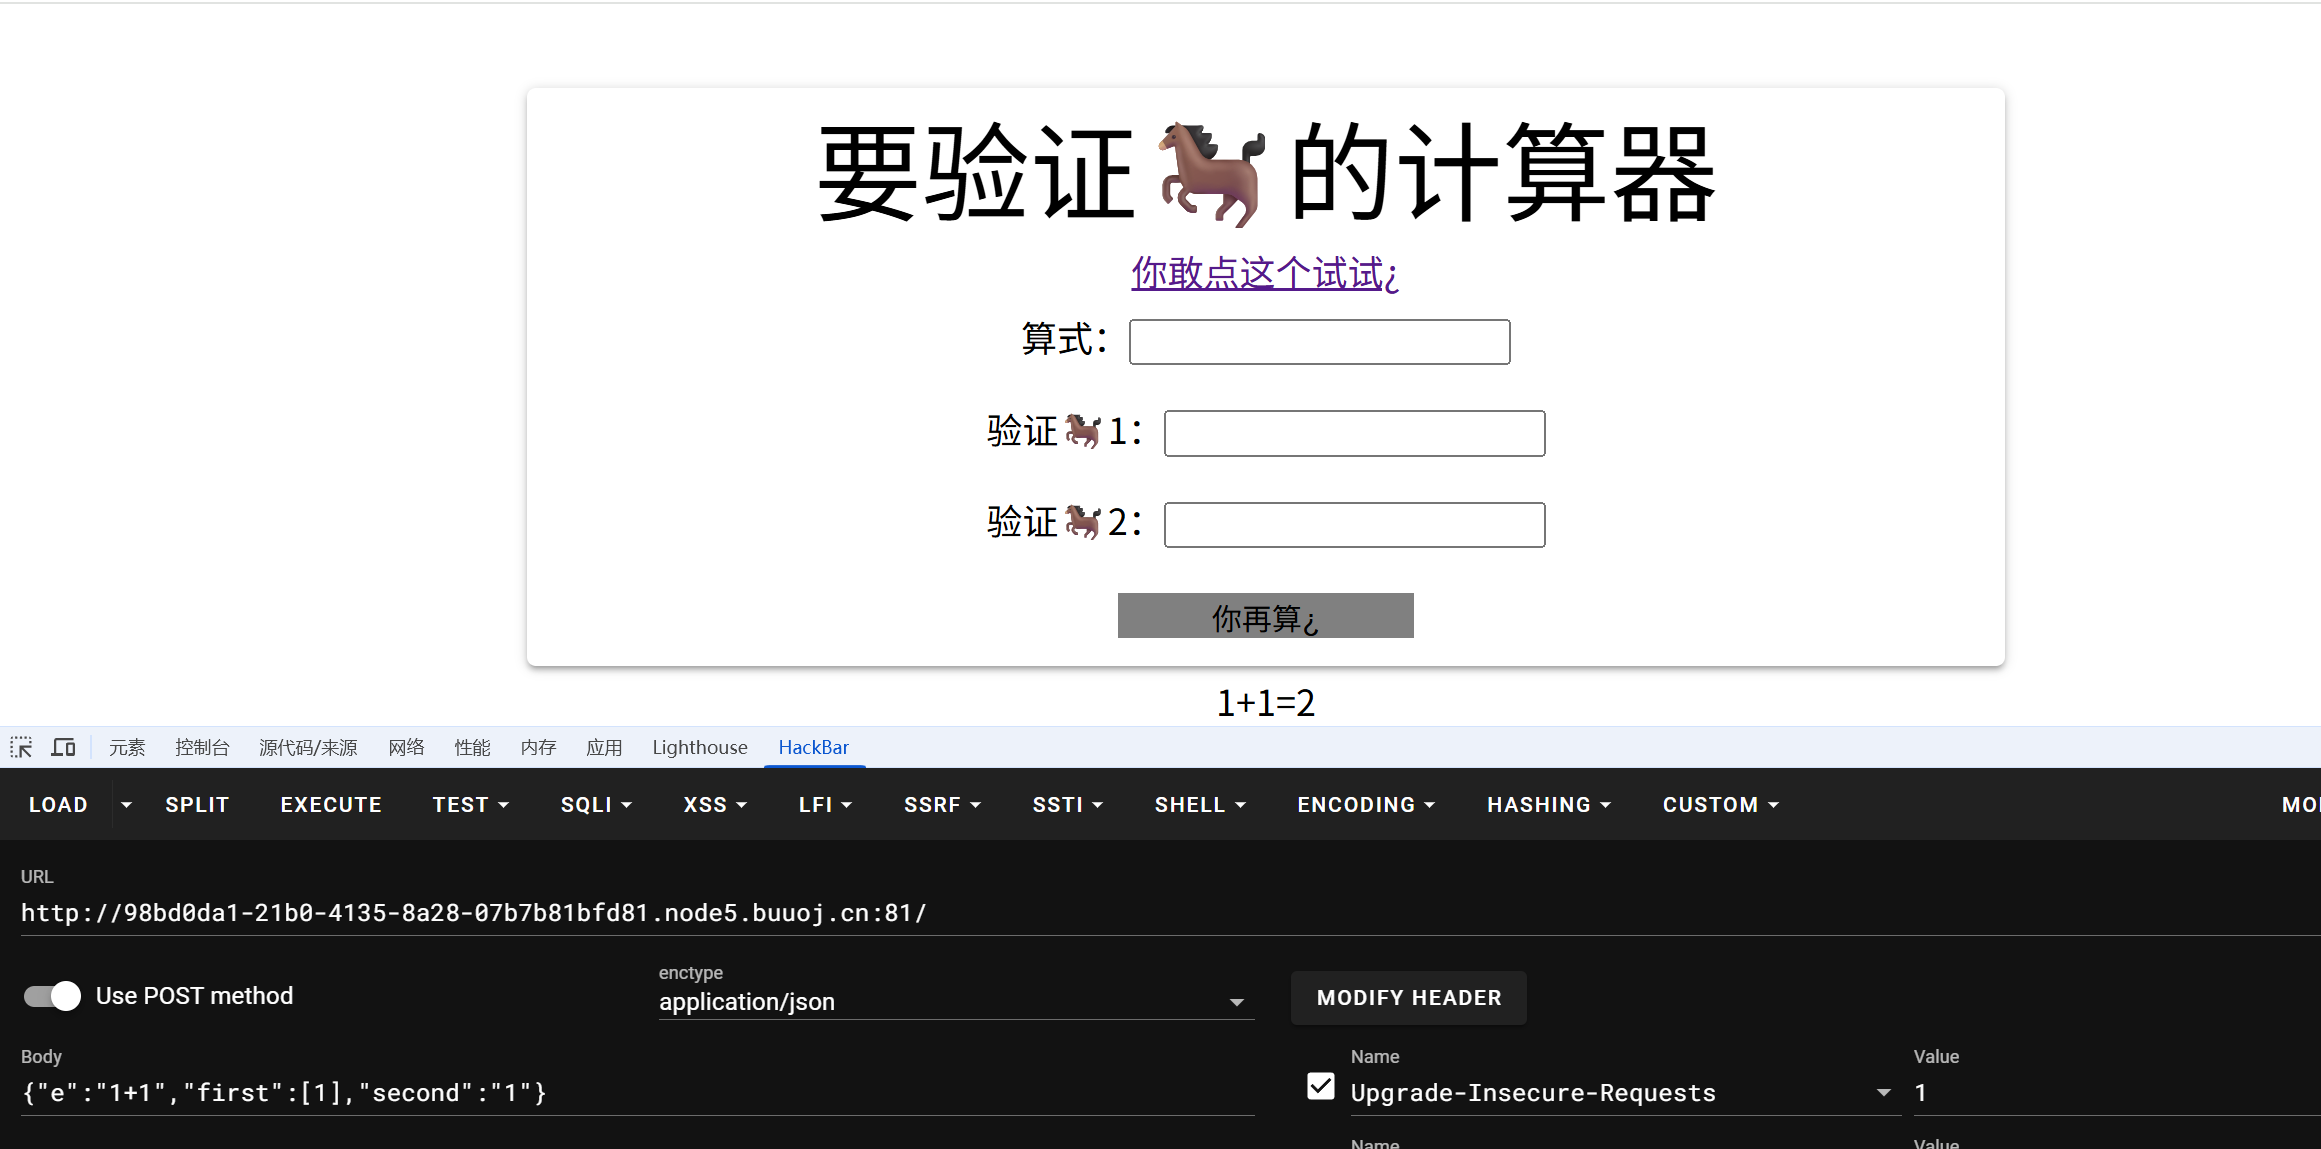 要验证🐎的计算器
你敢点这个试试¿
算式：
验证🐎1：
验证🐎2：
你再算¿
1+1=2
元素 控制台 源代码/来源 网络 性能 内存 应用 Lighthouse HackBar
LOAD SPLIT EXECUTE TEST SQLI XSS LFI SSRF SSTI SHELL ENCODING HASHING CUSTOM
URL
http://98bd0da1-21b0-4135-8a28-07b7b81bfd81.node5.buuoj.cn:81/
Use POST method
enctype
application/json
MODIFY HEADER
Body
{"e":"1+1","first":[1],"second":"1"}
Name Value
Upgrade-Insecure-Requests 1
Name Value